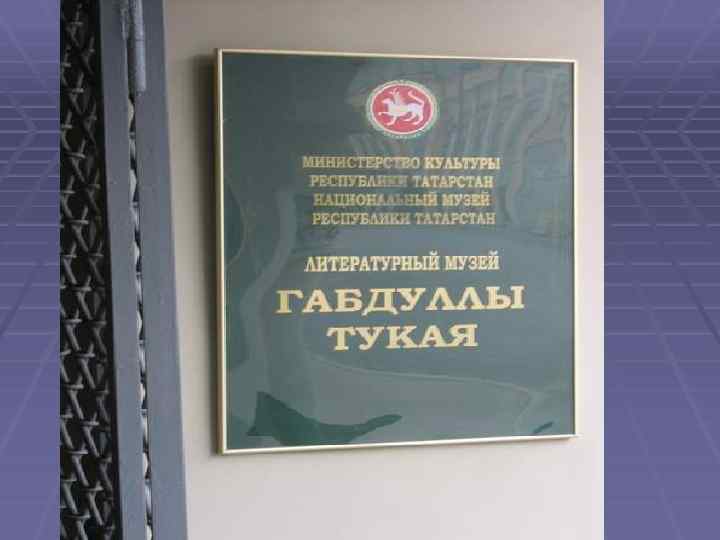 МИНИСТЕРСТВО КУЛЬТУРЫ
РЕСПУБЛИКИ ТАТАРСТАН
НАЦИОНАЛЬНЫЙ МУЗЕЙ
РЕСПУБЛИКИ ТАТАРСТАН
ЛИТЕРАТУРНЫЙ МУЗЕЙ
ГАБДУЛЛЫ
ТУКАЯ